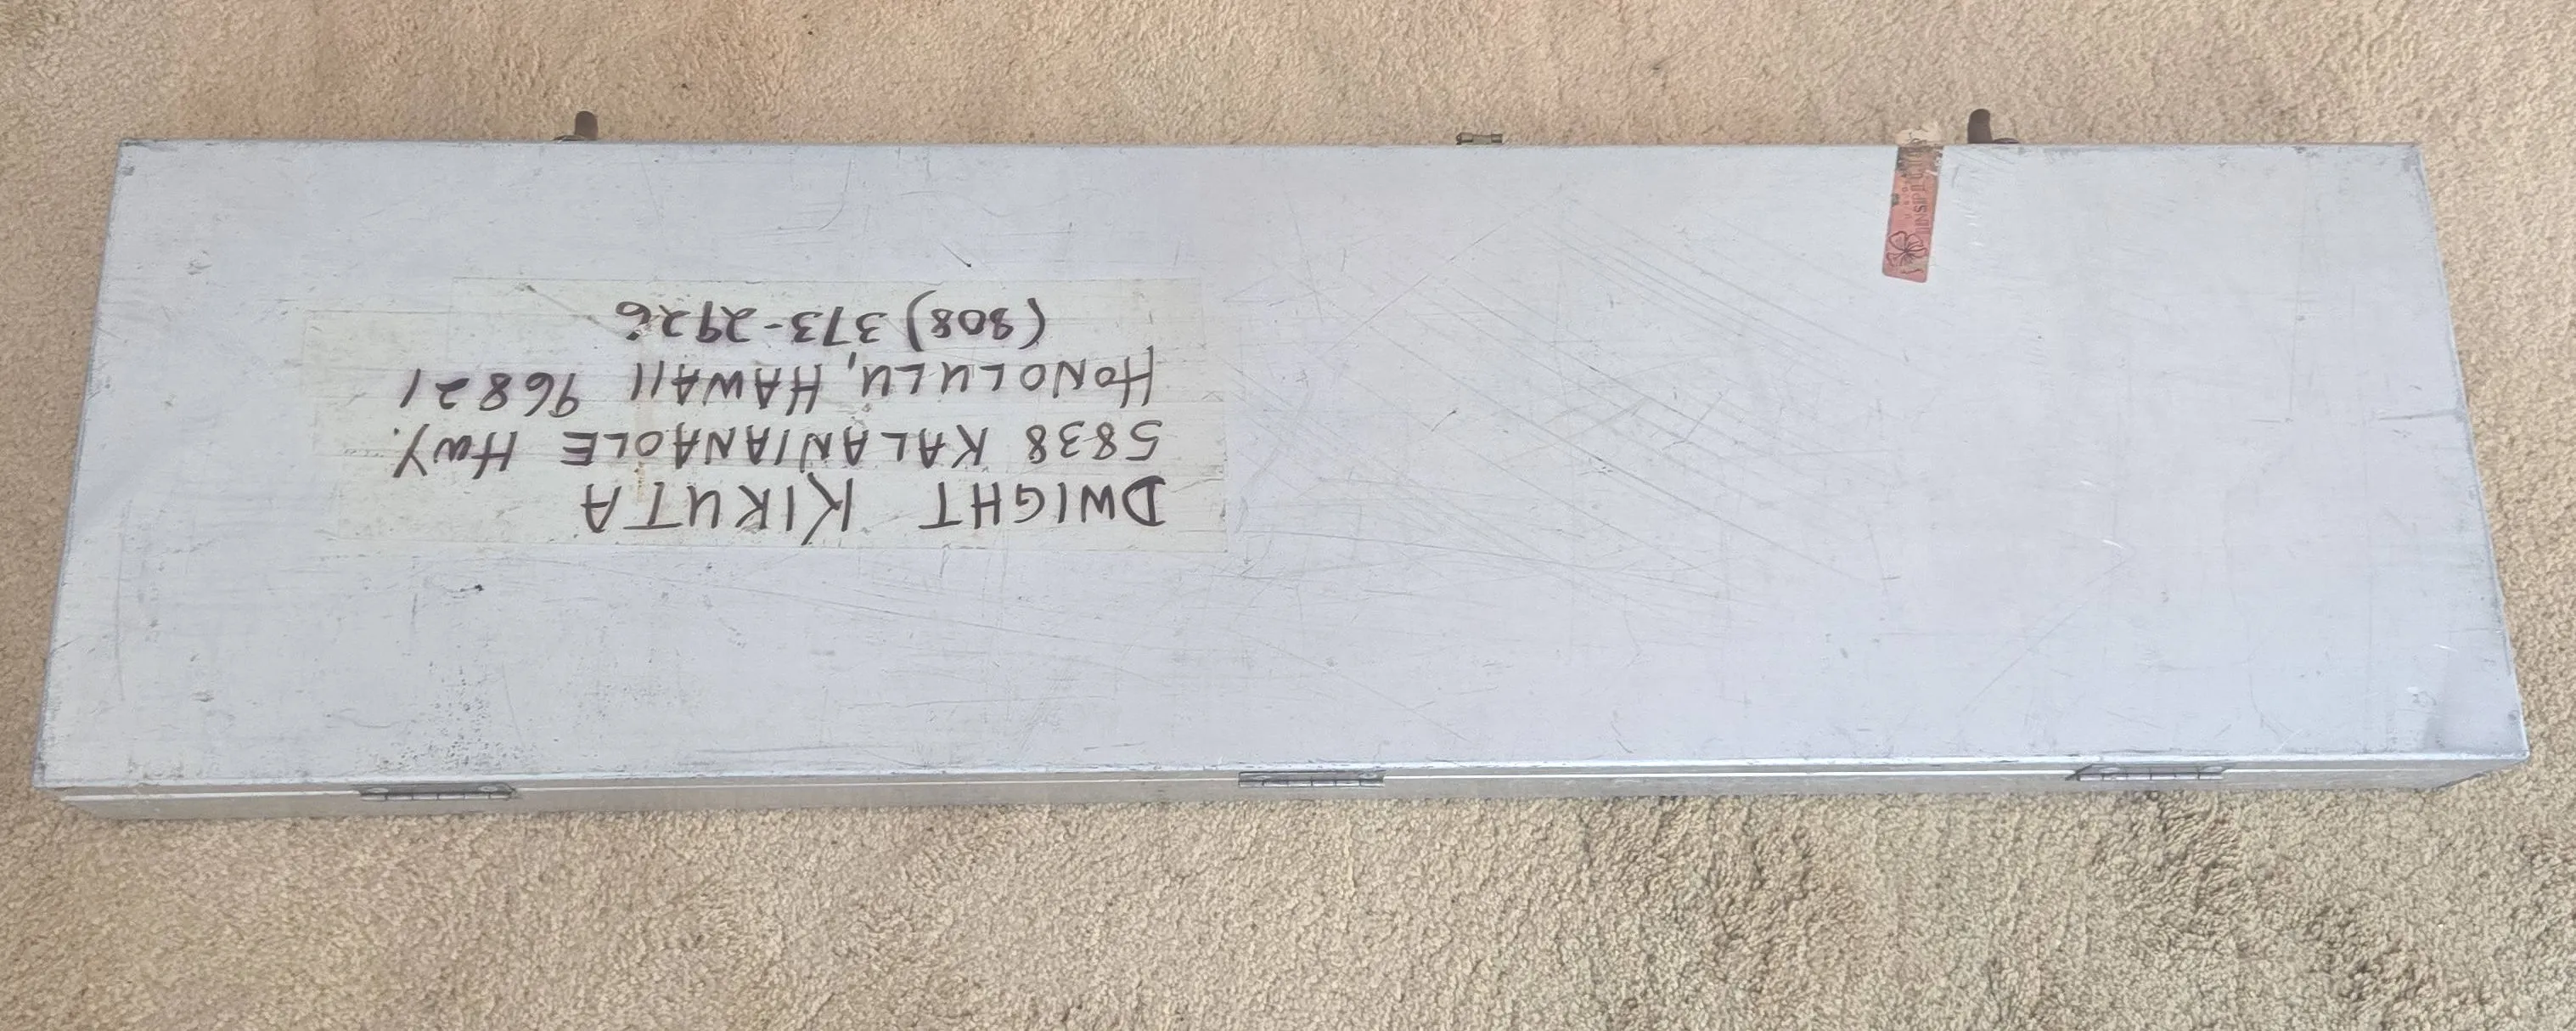 DWIGHT KIKUTA
5838 KALANIANAOLE HWY.
HONOLULU, HAWAII 96821
(808) 373-2926